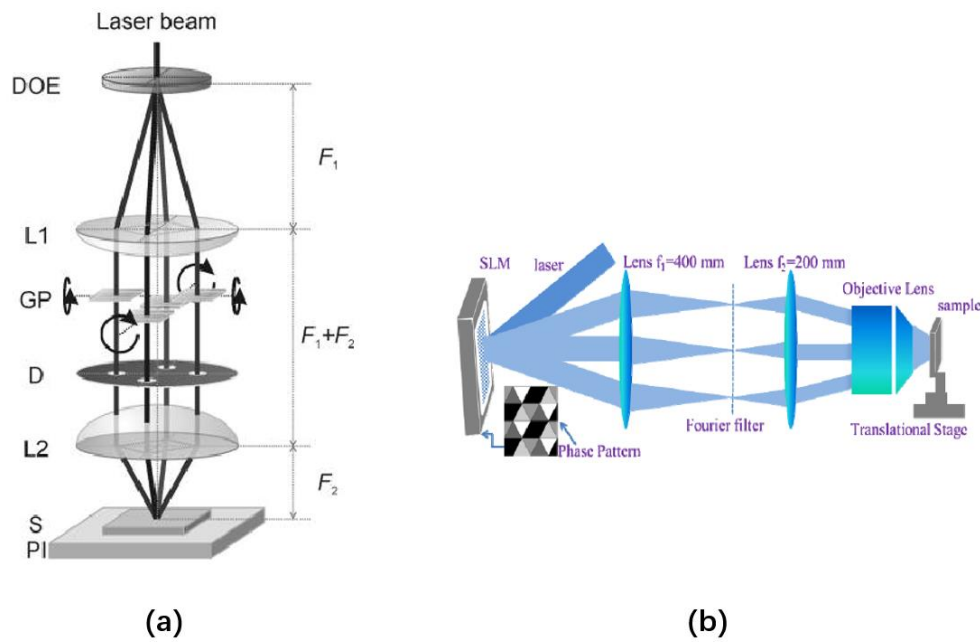 Laser beam
DOE
F1
L1
GP
F1+F2
D
L2
F2
S
PI
(a)
SLM
laser
Lens f1=400 mm
Lens f2=200 mm
Objective Lens
sample
Fourier filter
Translational Stage
Phase Pattern
(b)